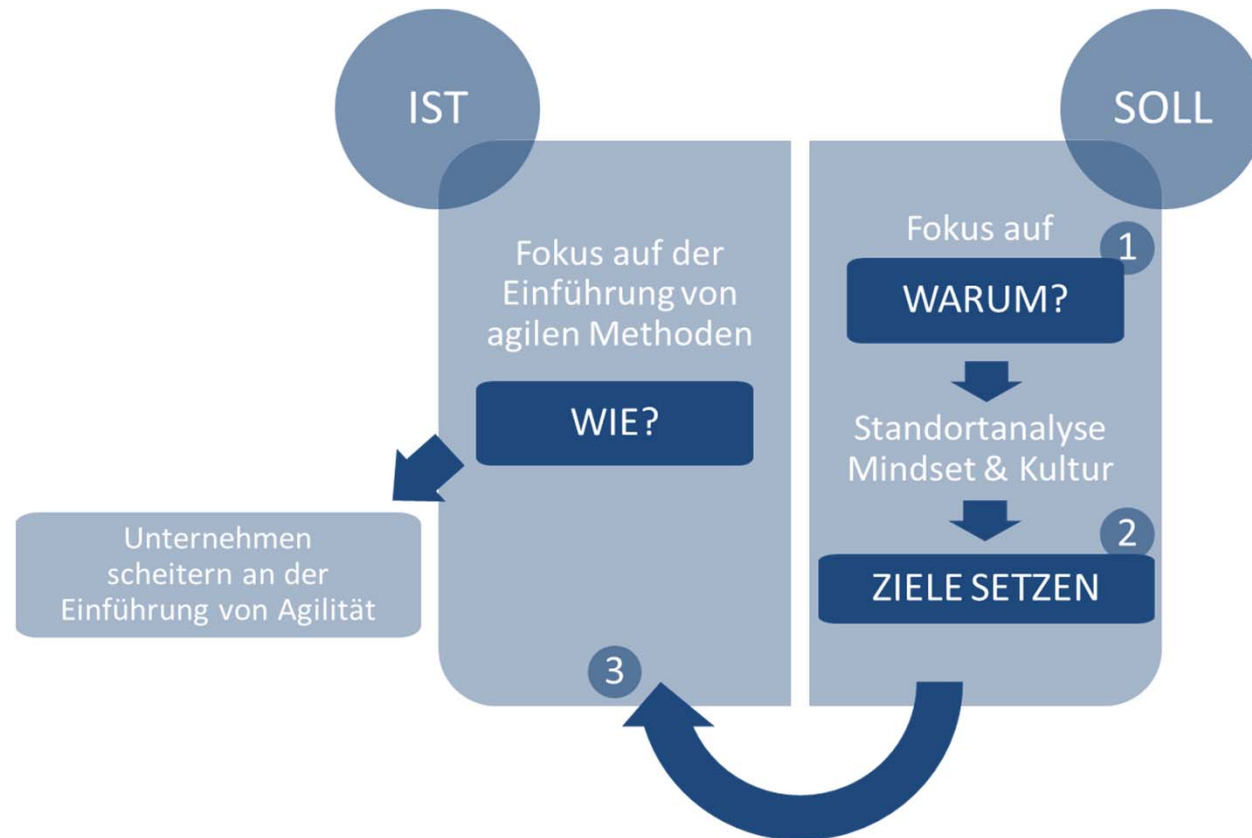 IST
Fokus auf der
Einführung von
agilen Methoden
WIE?
Unternehmen
scheitern an der
Einführung von Agilität
3
SOLL
Fokus auf
1
WARUM?
Standortanalyse
Mindset & Kultur
2
ZIELE SETZEN